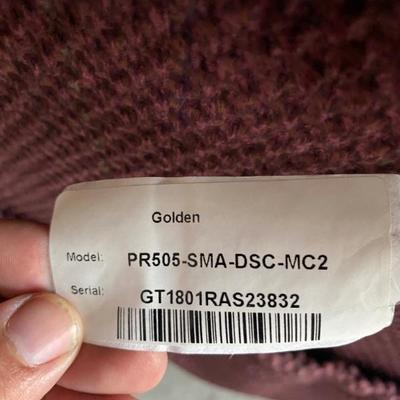 Golden
Model: PR505-SMA-DSC-MC2
Serial: GT1801RAS23832